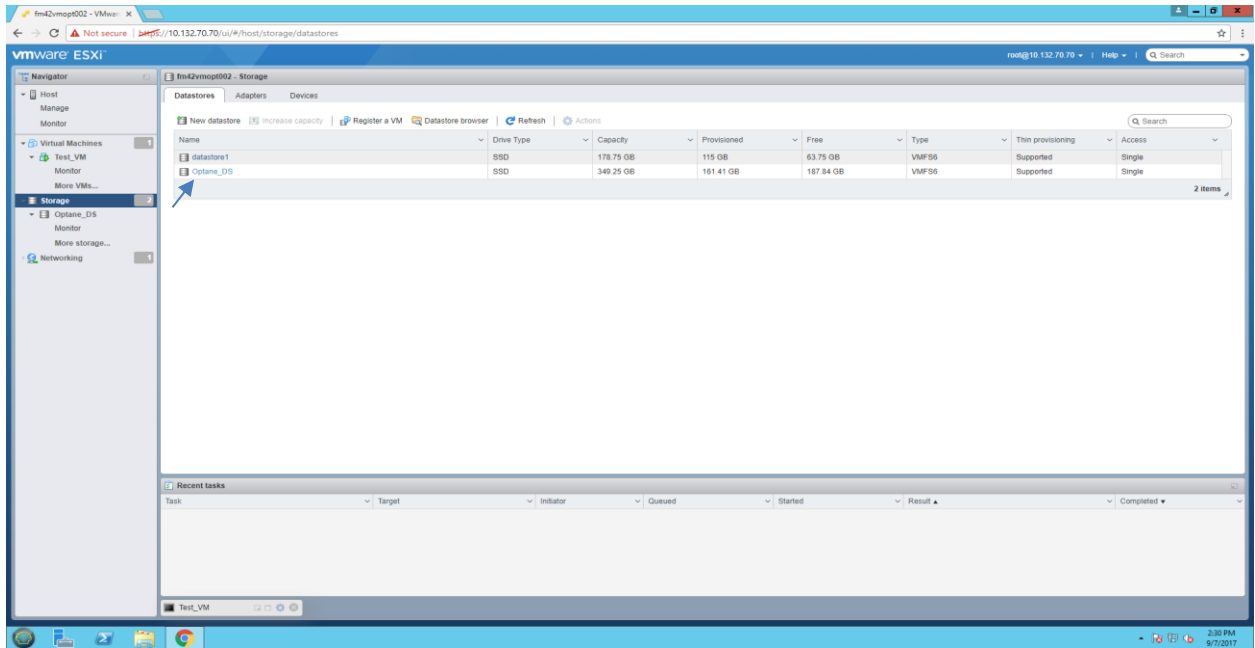 fm42vmopt002 - VMwar
Not secure | https://10.132.70.70/ui/#/host/storage/datastores
vmware ESXi™
root@10.132.70.70 | Help | Search
Navigator
Host
Manage
Monitor
Virtual Machines 1
Test_VM
Monitor
More VMs...
Storage 2
Optane_DS
Monitor
More storage...
Networking 1
fm42vmopt002 - Storage
Datastores Adapters Devices
New datastore Increase capacity | Register a VM Datastore browser | Refresh | Actions
Search
Name Drive Type Capacity Provisioned Free Type Thin provisioning Access
datastore1 SSD 178.75 GB 115 GB 63.75 GB VMFS6 Supported Single
Optane_DS SSD 349.25 GB 161.41 GB 187.84 GB VMFS6 Supported Single
2 items
Recent tasks
Task Target Initiator Queued Started Result ▲ Completed ▼
Test_VM
2:30 PM
9/7/2017